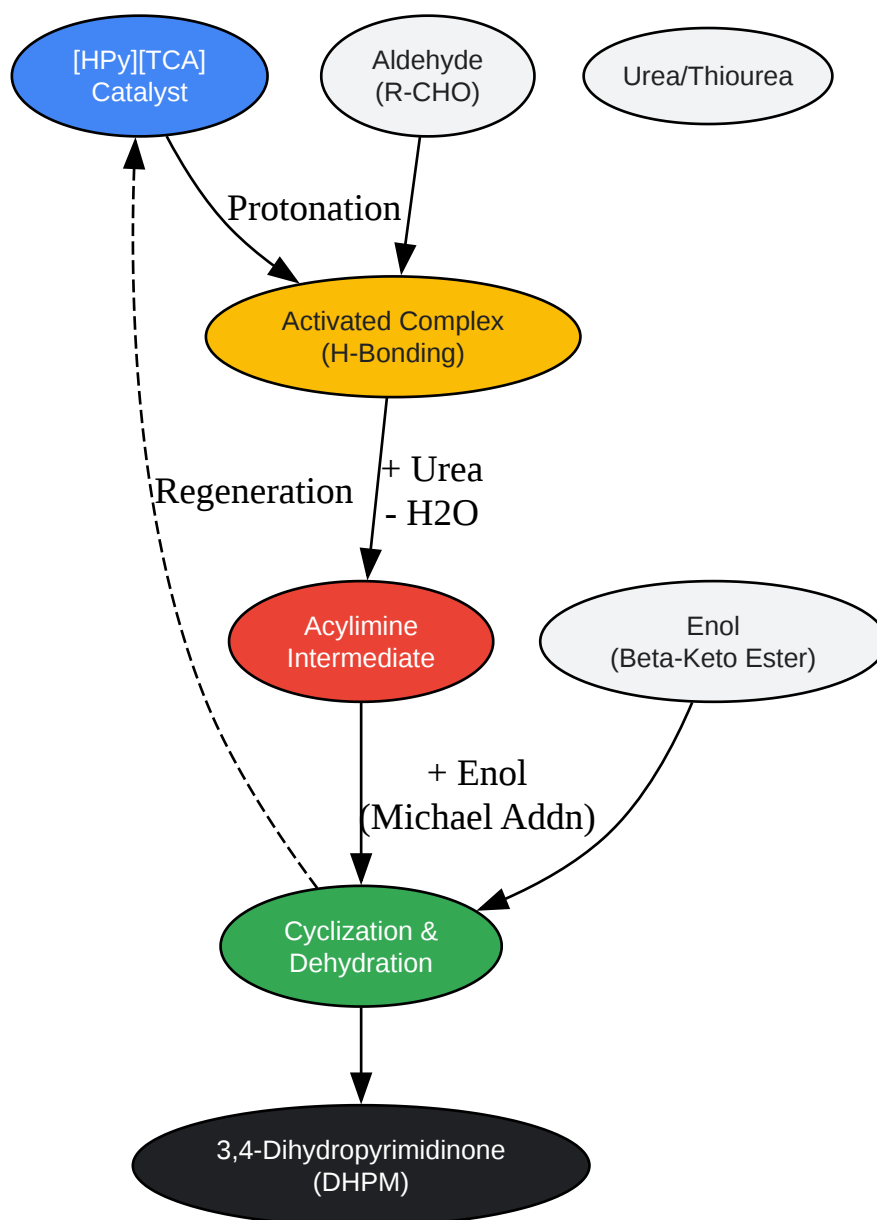 [HPy][TCA]
Catalyst
Aldehyde
(R-CHO)
Urea/Thiourea
Protonation
Activated Complex
(H-Bonding)
Regeneration
+ Urea
- H2O
Acylimine
Intermediate
Enol
(Beta-Keto Ester)
+ Enol
(Michael Addn)
Cyclization &
Dehydration
3,4-Dihydropyrimidinone
(DHPM)